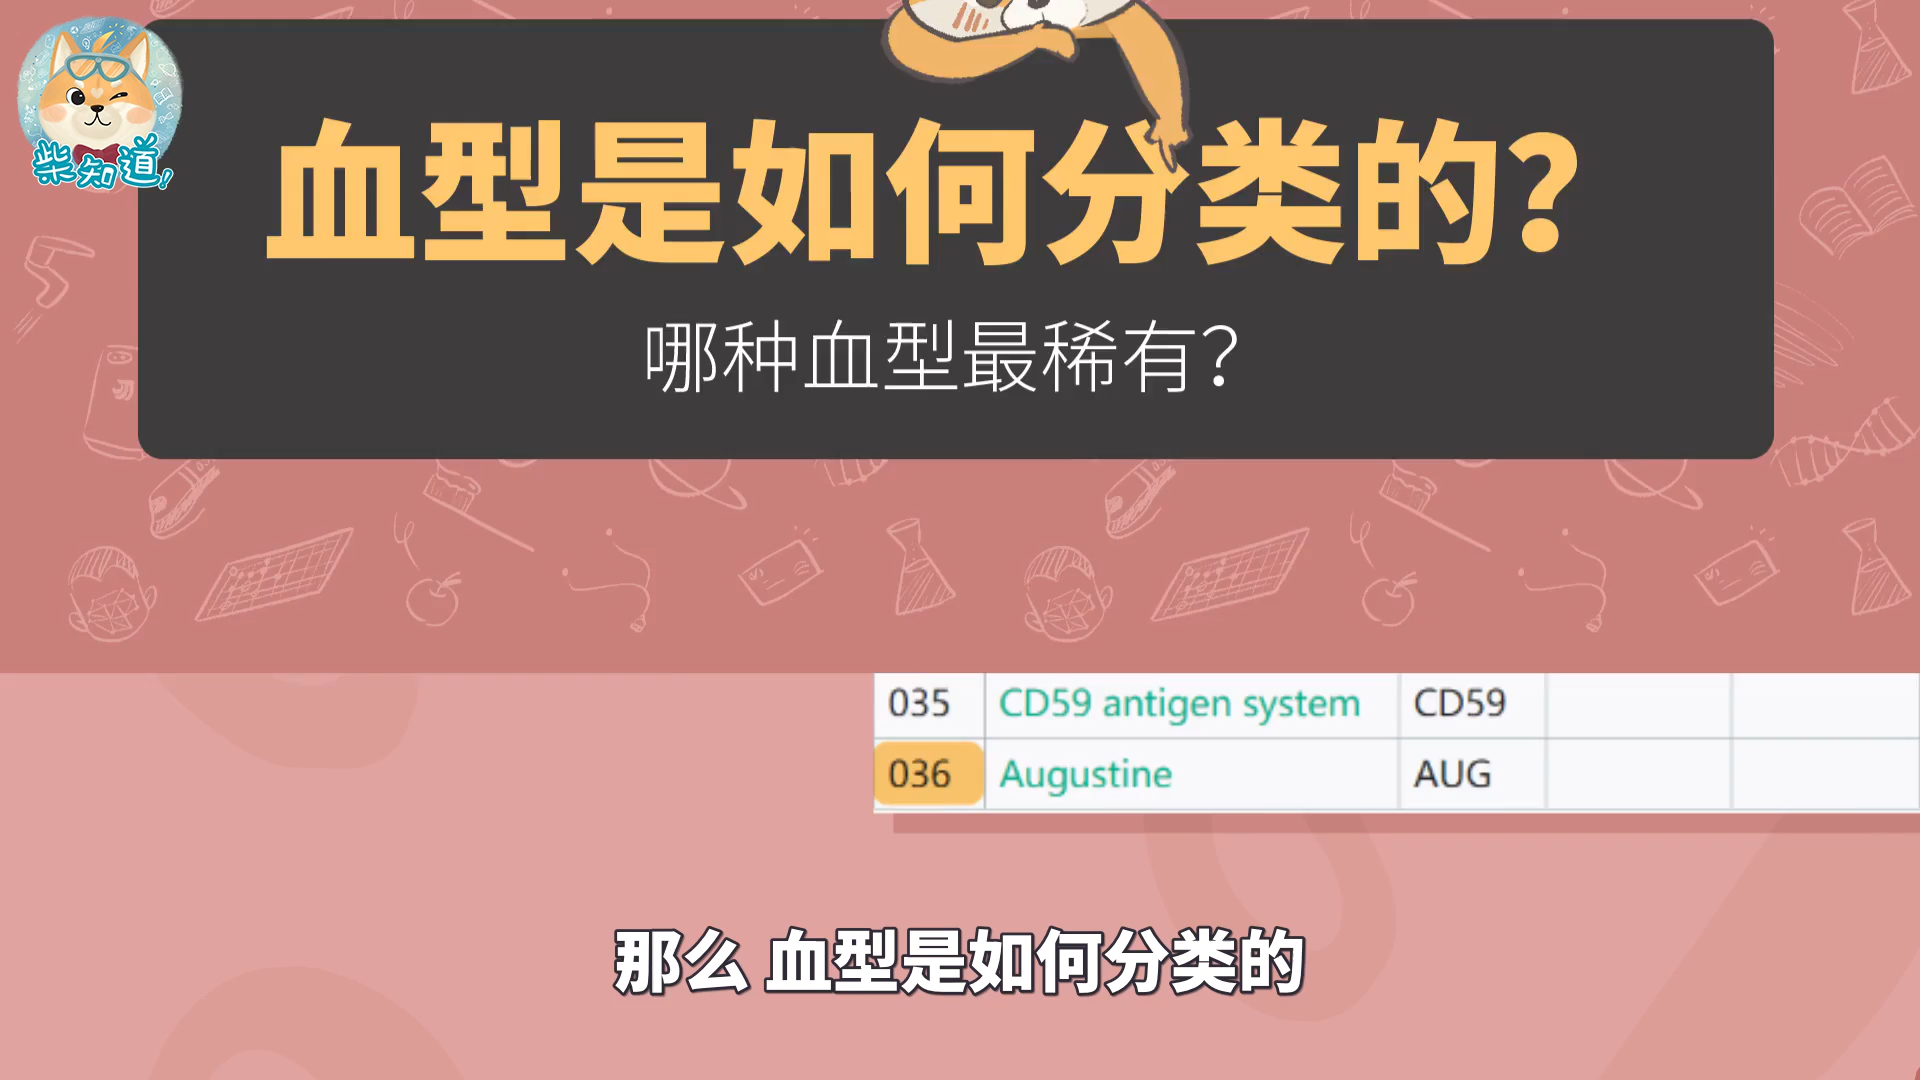 柴知道!
血型是如何分类的?
哪种血型最稀有?
035 CD59 antigen system CD59
036 Augustine AUG
那么 血型是如何分类的